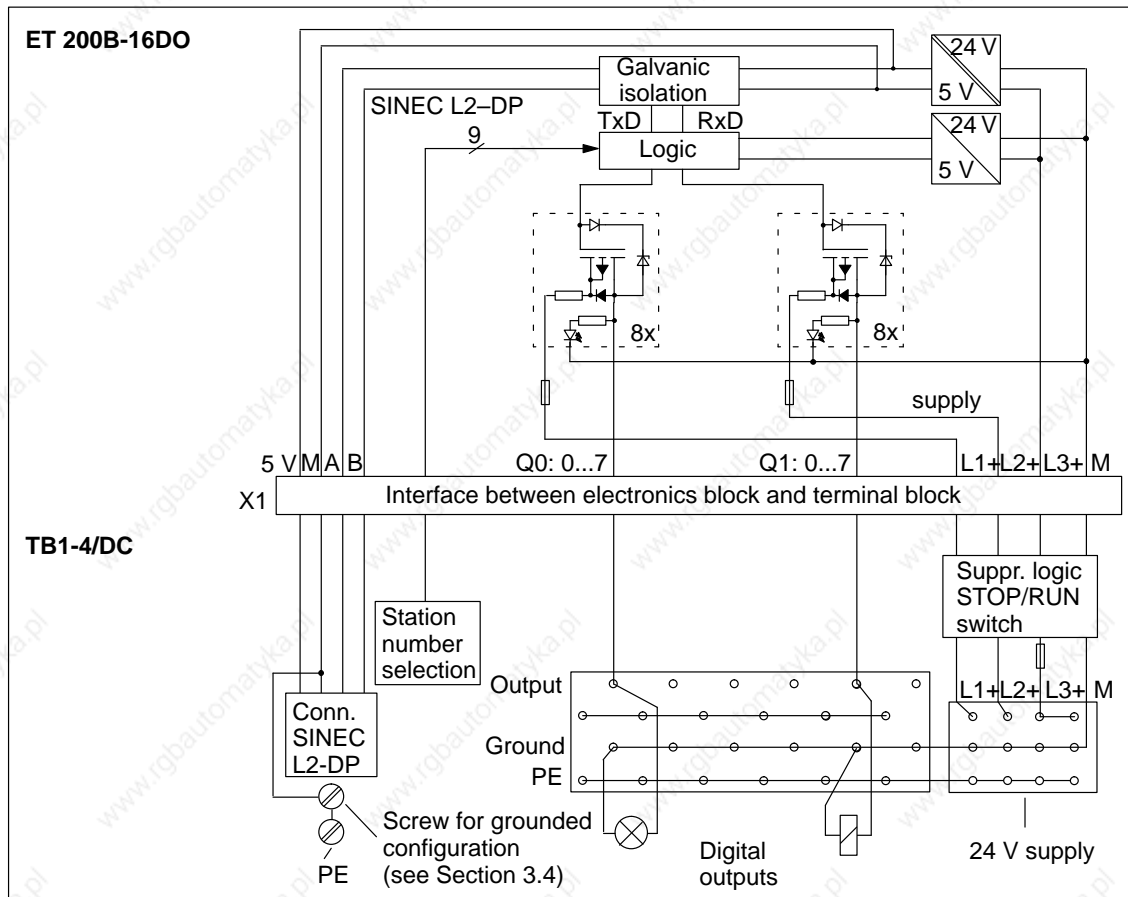 ET 200B-16DO
24 V
5 V
Galvanic
isolation
SINEC L2–DP
TxD
RxD
9
Logic
24 V
5 V
8x
8x
supply
5 V M A B
Q0: 0...7
Q1: 0...7
L1+ L2+ L3+ M
X1
Interface between electronics block and terminal block
TB1-4/DC
Suppr. logic
STOP/RUN
switch
Station
number
selection
Output
L1+ L2+ L3+ M
Conn.
SINEC
L2-DP
Ground
PE
Screw for grounded
configuration
(see Section 3.4)
PE
Digital
outputs
24 V supply
www.rgbautomatyka.pl